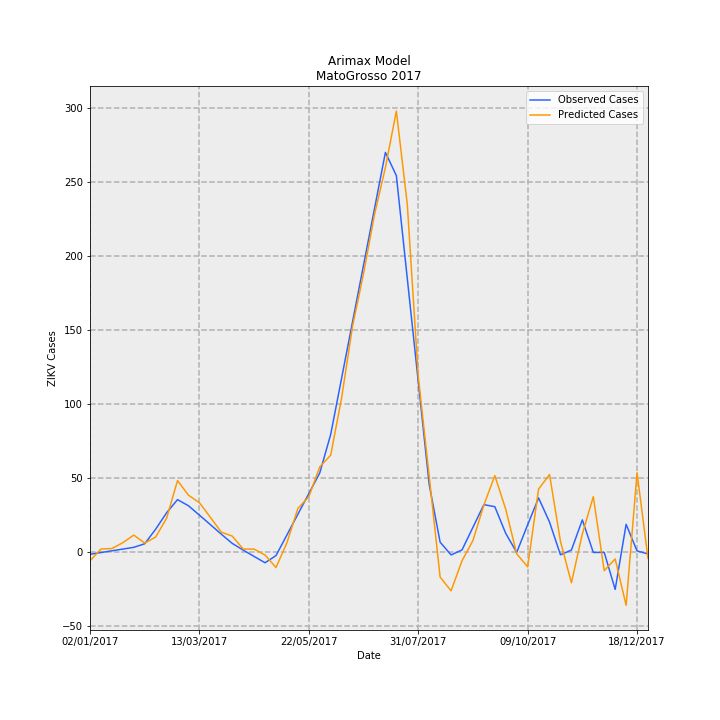 Arimax Model
MatoGrosso 2017
Observed Cases
Predicted Cases
300
250
200
150
100
50
0
−50
ZIKV Cases
02/01/2017 13/03/2017 22/05/2017 31/07/2017 09/10/2017 18/12/2017
Date